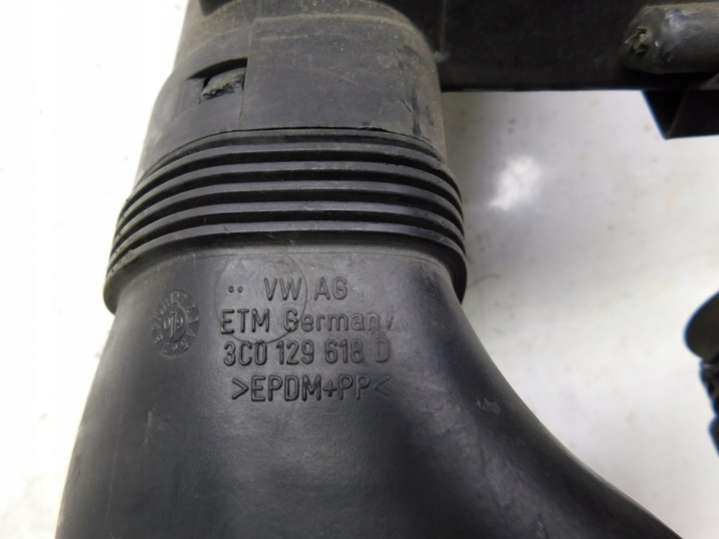 VW AG
ETM Germany
3C0 129 618 D
>EPDM+PP<